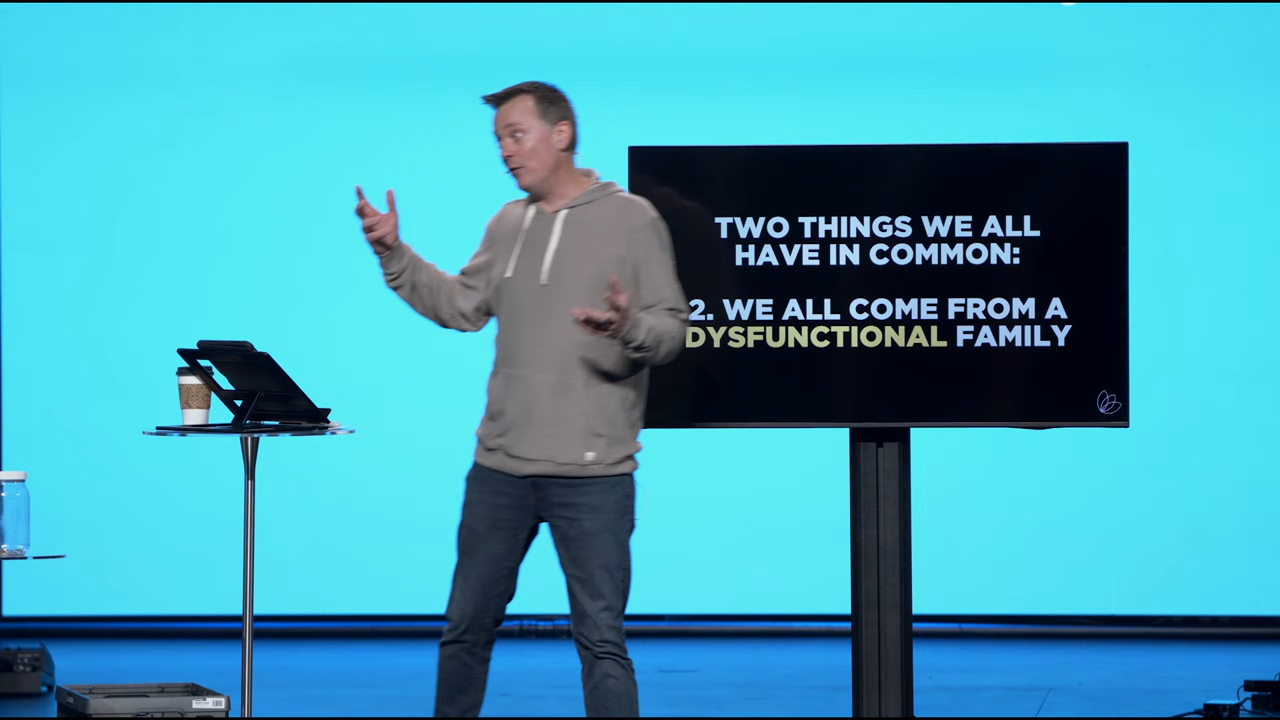 TWO THINGS WE ALL
HAVE IN COMMON:
2. WE ALL COME FROM A
DYSFUNCTIONAL FAMILY